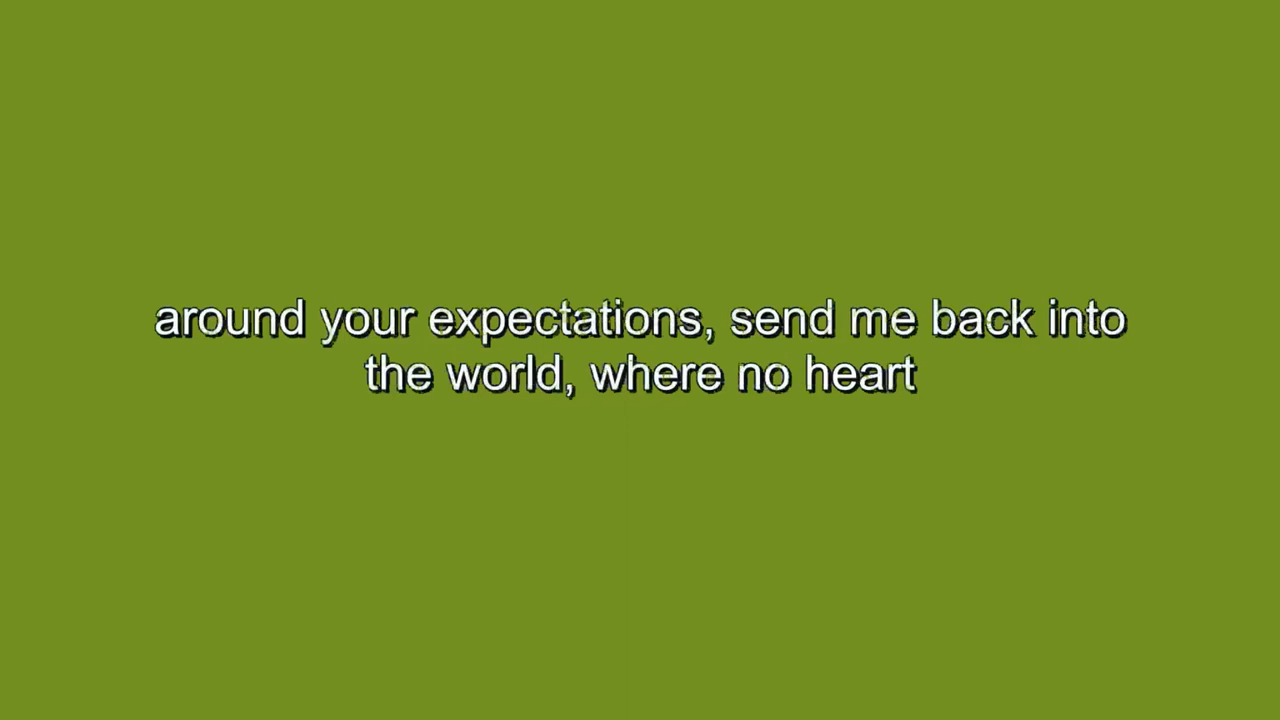 around your expectations, send me back into
the world, where no heart